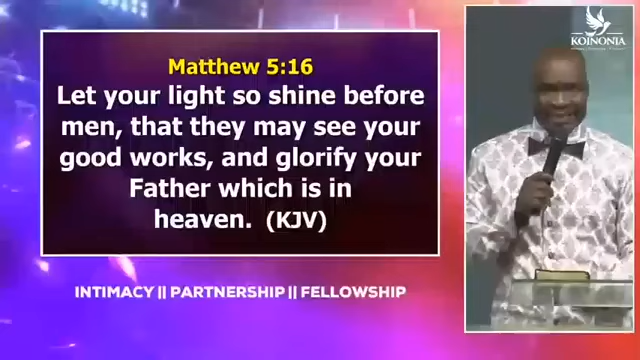 Matthew 5:16
Let your light so shine before
men, that they may see your
good works, and glorify your
Father which is in
heaven. (KJV)
INTIMACY || PARTNERSHIP || FELLOWSHIP
KOINONIA